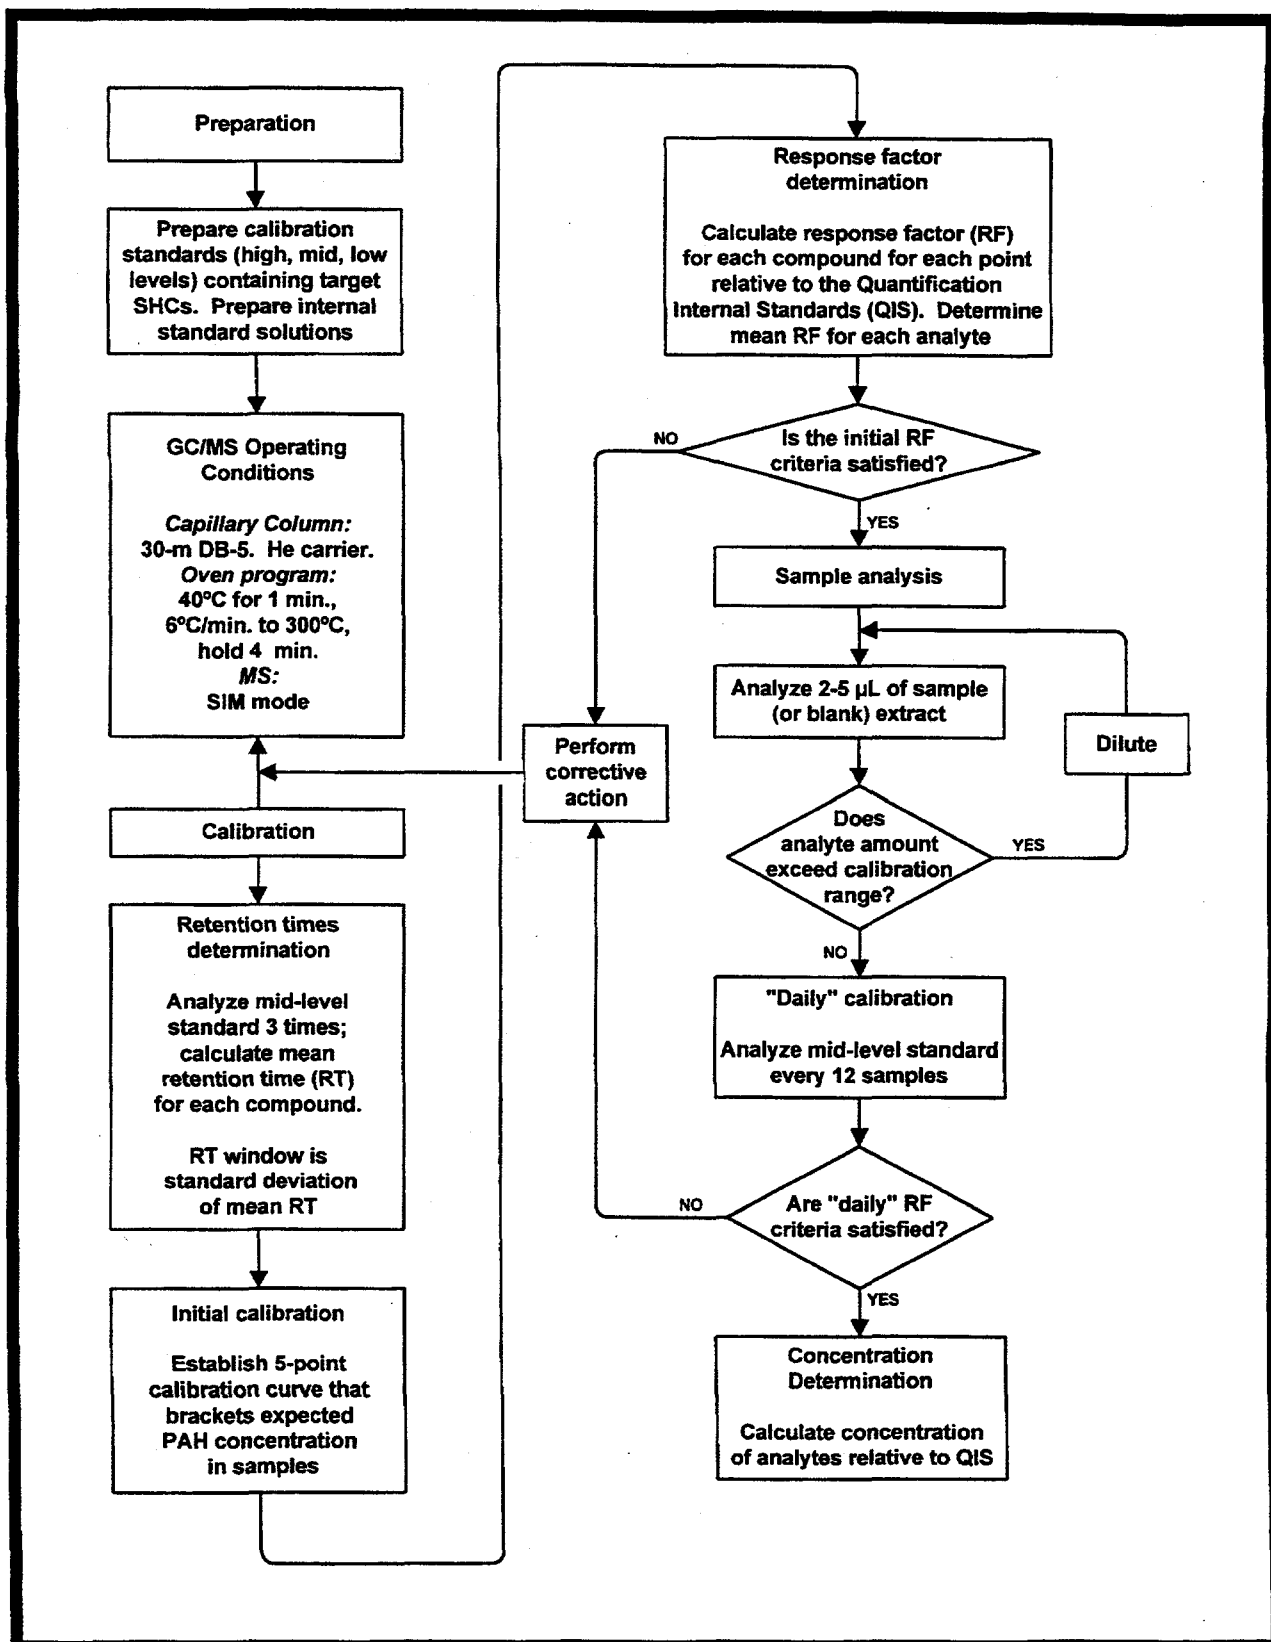 Preparation
Prepare calibration
standards (high, mid, low
levels) containing target
SHCs. Prepare internal
standard solutions
GC/MS Operating
Conditions
Capillary Column:
30-m DB-5. He carrier.
Oven program:
40°C for 1 min.,
6°C/min. to 300°C,
hold 4 min.
MS:
SIM mode
Calibration
Retention times
determination
Analyze mid-level
standard 3 times;
calculate mean
retention time (RT)
for each compound.
RT window is
standard deviation
of mean RT
Initial calibration
Establish 5-point
calibration curve that
brackets expected
PAH concentration
in samples
Response factor
determination
Calculate response factor (RF)
for each compound for each point
relative to the Quantification
Internal Standards (QIS). Determine
mean RF for each analyte
NO
Is the initial RF
criteria satisfied?
YES
Sample analysis
Analyze 2-5 µL of sample
(or blank) extract
Dilute
Perform
corrective
action
Does
analyte amount
exceed calibration
range?
YES
NO
"Daily" calibration
Analyze mid-level standard
every 12 samples
NO
Are "daily" RF
criteria satisfied?
YES
Concentration
Determination
Calculate concentration
of analytes relative to QIS